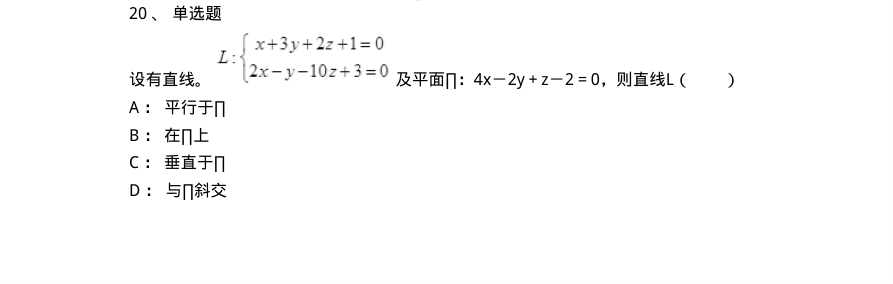 20 、 单选题
设有直线。 L:{x+3y+2z+1=0 2x-y-10z+3=0 及平面∏：4x－2y + z－2 = 0，则直线L（  ）
A ： 平行于∏
B ： 在∏上
C ： 垂直于∏
D ： 与∏斜交